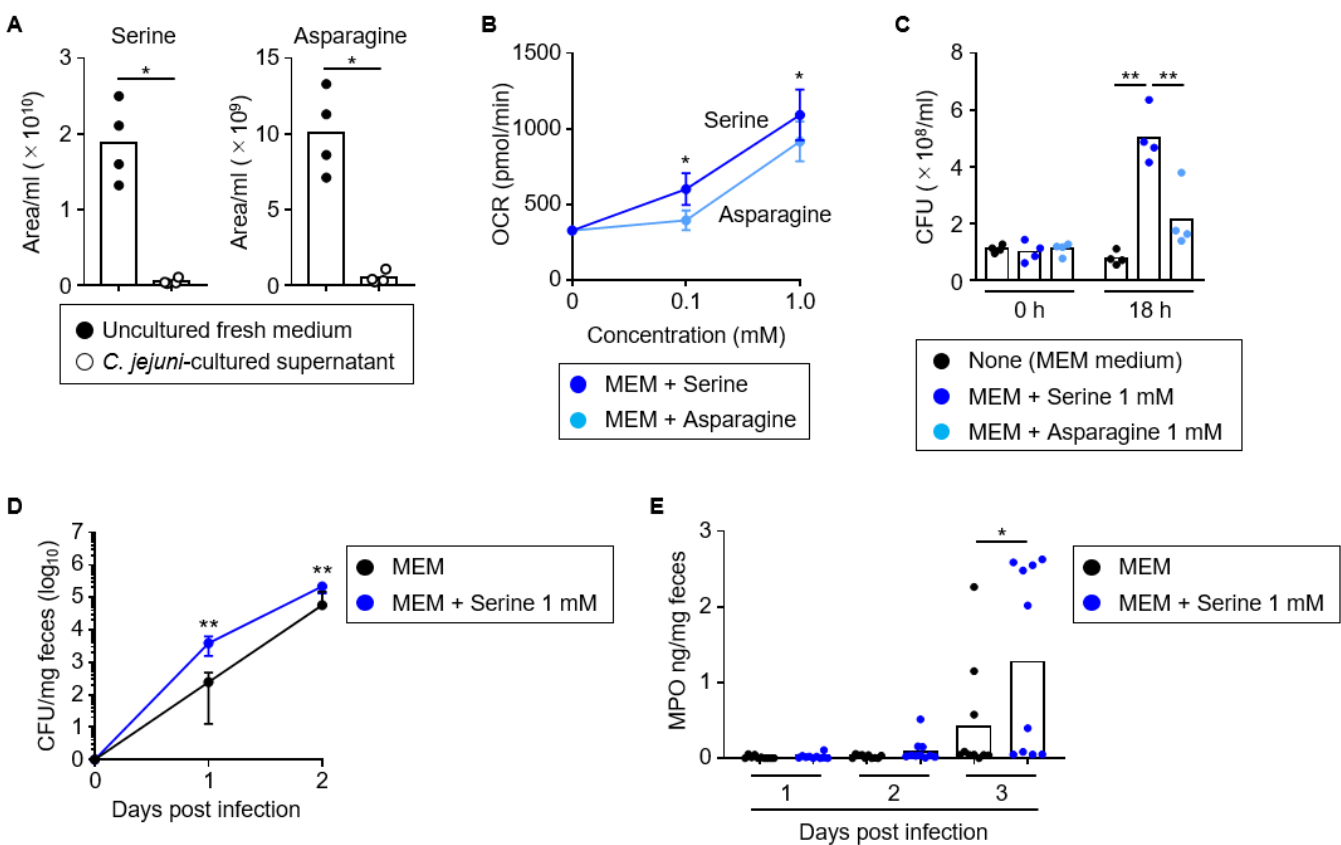 A
Serine
Asparagine
Area/ml ( × 10¹⁰)
3
2
1
0
*
Area/ml ( × 10⁹)
15
10
5
0
*
Uncultured fresh medium
C. jejuni-cultured supernatant
B
OCR (pmol/min)
1500
1000
500
0
*
*
Serine
Asparagine
0
0.1
1.0
Concentration (mM)
MEM + Serine
MEM + Asparagine
C
CFU ( × 10⁸/ml)
8
6
4
2
0
**
**
0 h
18 h
None (MEM medium)
MEM + Serine 1 mM
MEM + Asparagine 1 mM
D
CFU/mg feces (log₁₀)
7
6
5
4
3
2
1
0
**
**
0
1
2
Days post infection
MEM
MEM + Serine 1 mM
E
MPO ng/mg feces
3
2
1
0
*
1
2
3
Days post infection
MEM
MEM + Serine 1 mM